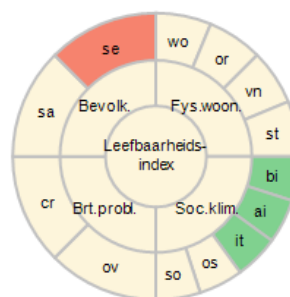 se
wo
or
vn
st
bi
ai
it
os
so
ov
cr
sa
Bevolk.
Fys.woon.
Leefbaarheids-
index
Brt.probl.
Soc.klim.